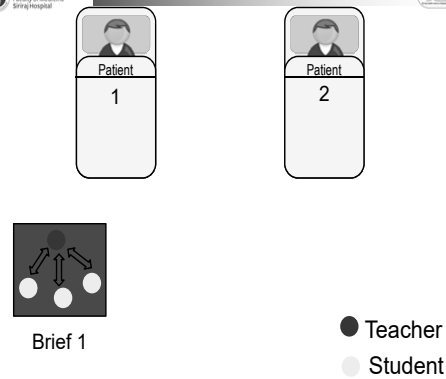 Siriraj Hospital
Patient
1
Patient
2
Brief 1
Teacher
Student